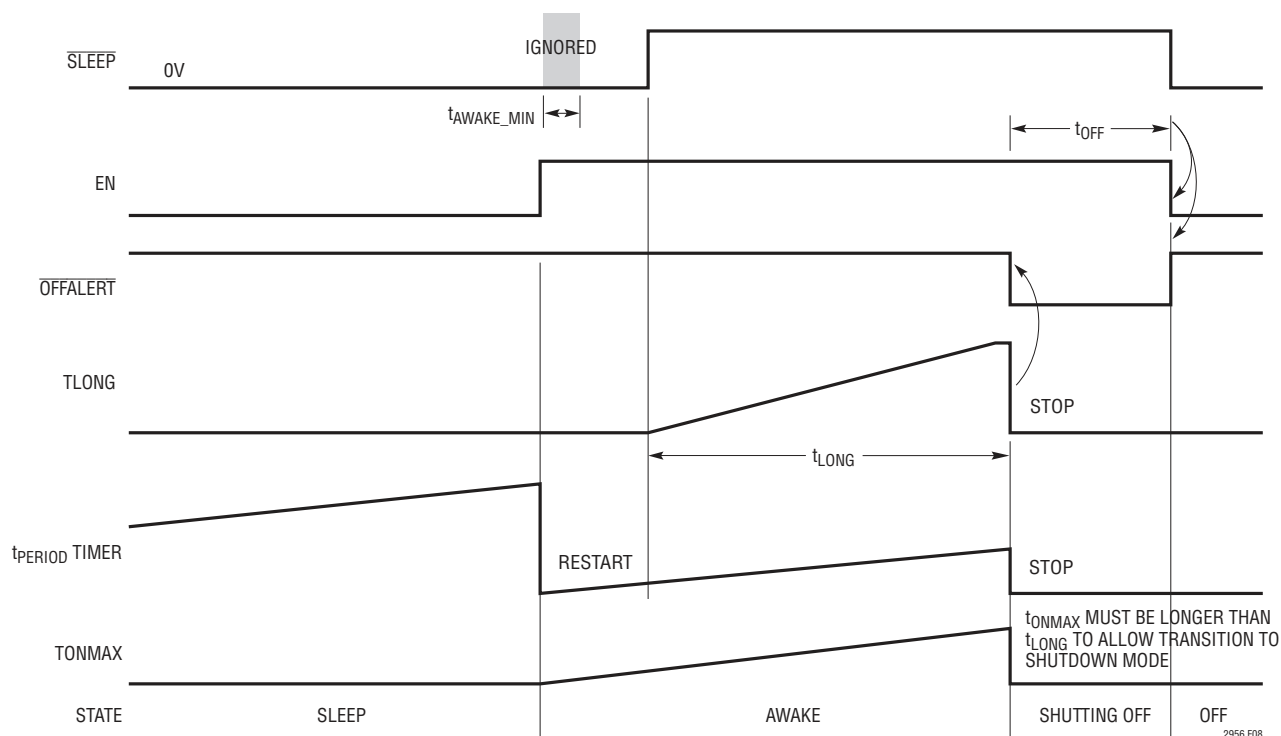 IGNORED
SLEEP
0V
tAWAKE_MIN
tOFF
EN
OFFALERT
TLONG
STOP
tLONG
tPERIOD TIMER
RESTART
STOP
tONMAX MUST BE LONGER THAN
tLONG TO ALLOW TRANSITION TO
SHUTDOWN MODE
TONMAX
STATE SLEEP AWAKE SHUTTING OFF OFF
2956 F08